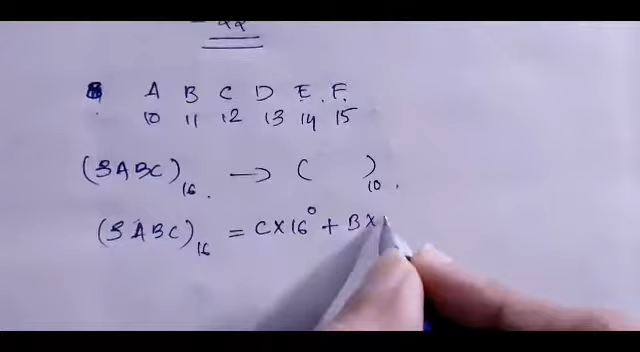 A B C D E . F.
10 11 12 13 14 15
(3ABC)₁₆ . → ( )₁₀ .
(3ABC)₁₆ = C×16⁰ + B×